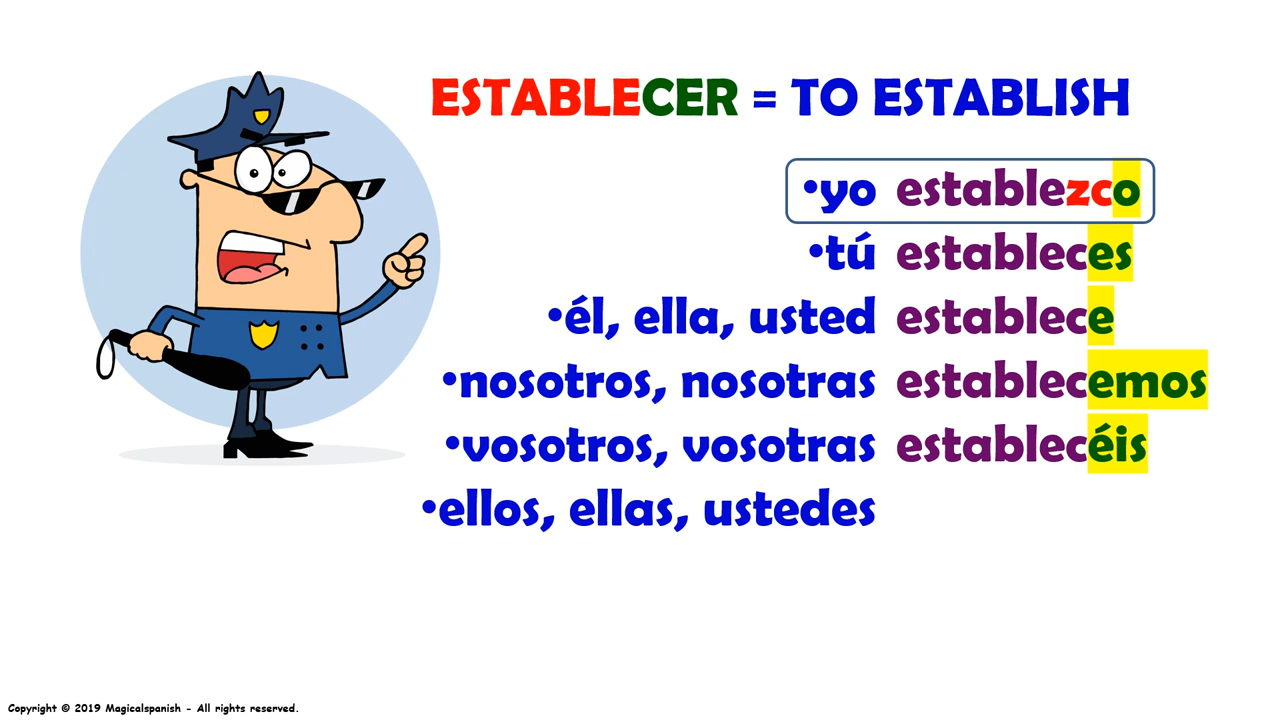 ESTABLECER = TO ESTABLISH
•yo establezco
•tú estableces
•él, ella, usted establece
•nosotros, nosotras establecemos
•vosotros, vosotras establecéis
•ellos, ellas, ustedes
Copyright © 2019 Magicalspanish - All rights reserved.